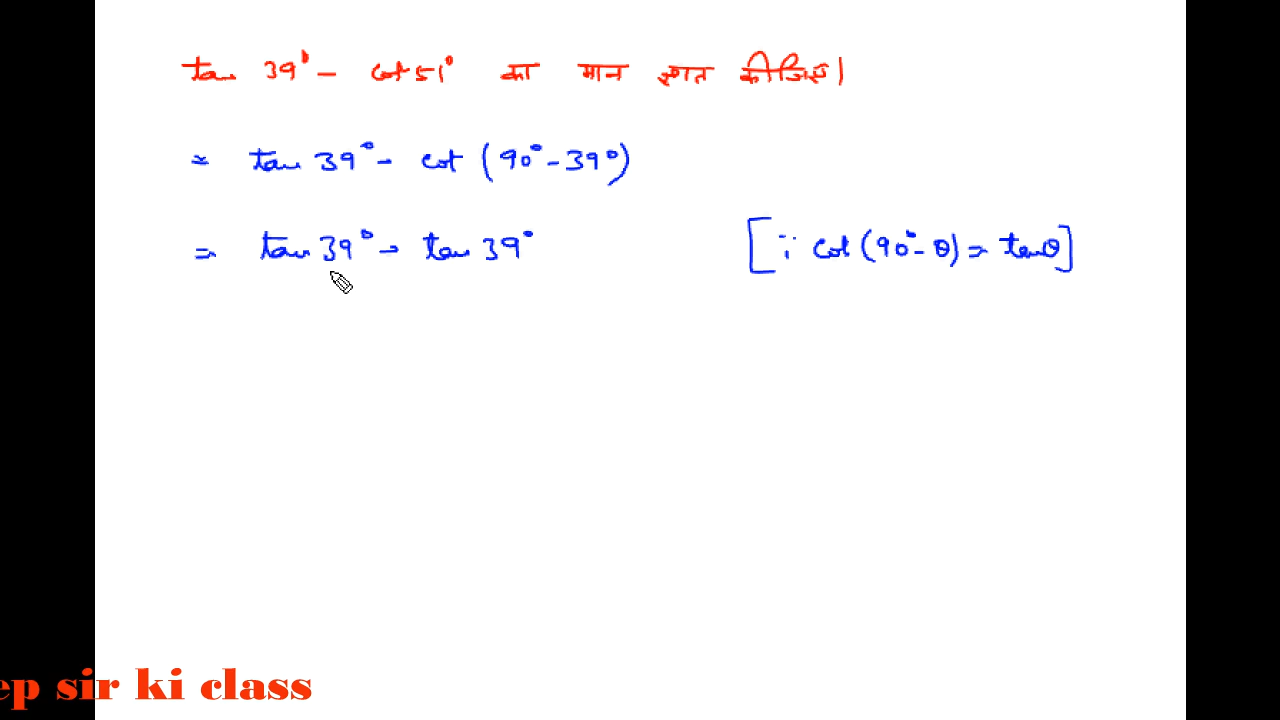 tan 39° - cot 51° का मान ज्ञात कीजिए।
= tan 39° - cot (90° - 39°)
= tan 39° - tan 39° [∵ cot (90° - θ) = tan θ]
ep sir ki class